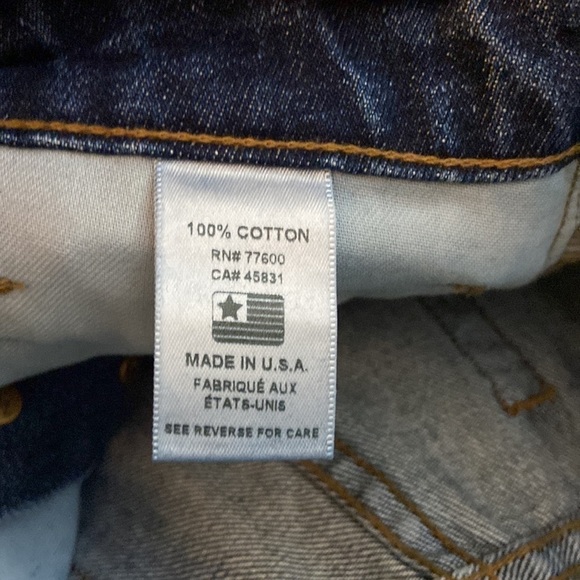 100% COTTON
RN# 77600
CA# 45831
MADE IN U.S.A.
FABRIQUÉ AUX
ÉTATS-UNIS
SEE REVERSE FOR CARE